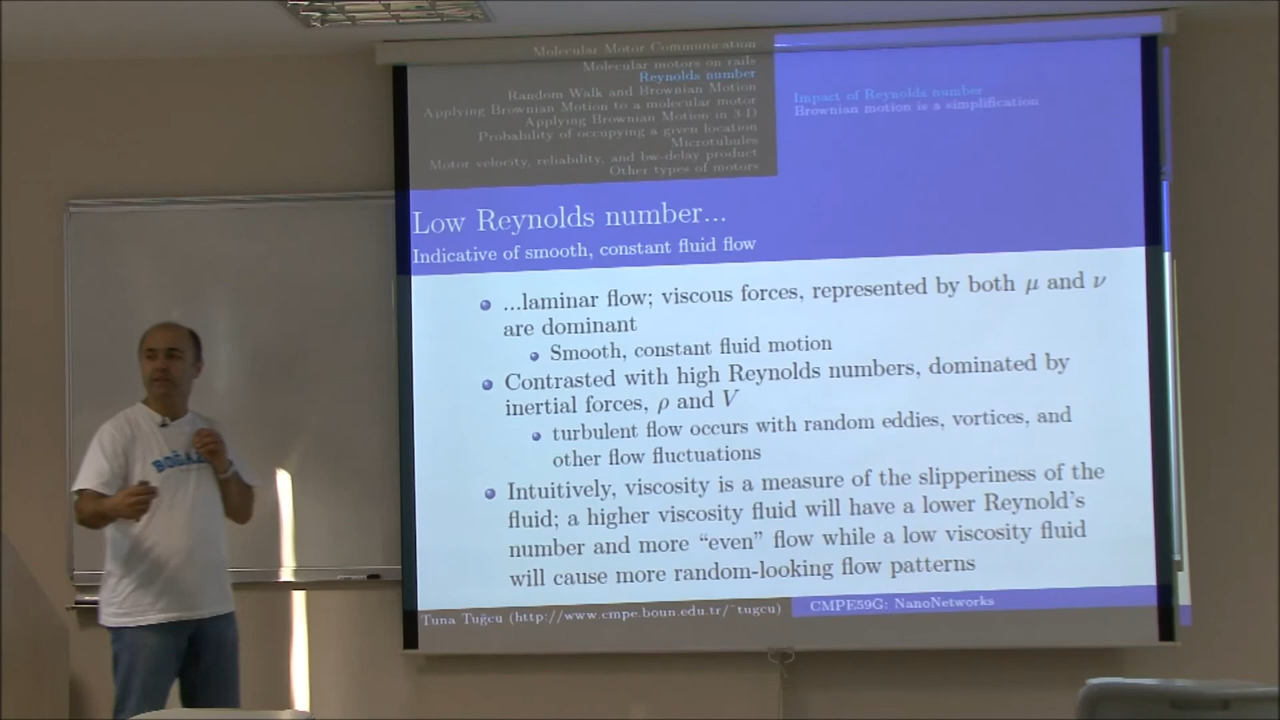 Molecular Motor Communication
Molecular motors on rails
Reynolds number
Random Walk and Brownian Motion
Applying Brownian Motion to a molecular motor
Applying Brownian Motion in 3-D
Probability of occupying a given location
Microtubules
Motor velocity, reliability, and bw-delay product
Other types of motors
Impact of Reynolds number
Brownian motion is a simplification
Low Reynolds number...
Indicative of smooth, constant fluid flow
...laminar flow; viscous forces, represented by both μ and ν
are dominant
Smooth, constant fluid motion
Contrasted with high Reynolds numbers, dominated by
inertial forces, ρ and V
turbulent flow occurs with random eddies, vortices, and
other flow fluctuations
Intuitively, viscosity is a measure of the slipperiness of the
fluid; a higher viscosity fluid will have a lower Reynold's
number and more “even” flow while a low viscosity fluid
will cause more random-looking flow patterns
Tuna Tuğcu (http://www.cmpe.boun.edu.tr/~tugcu)
CMPE59G: NanoNetworks